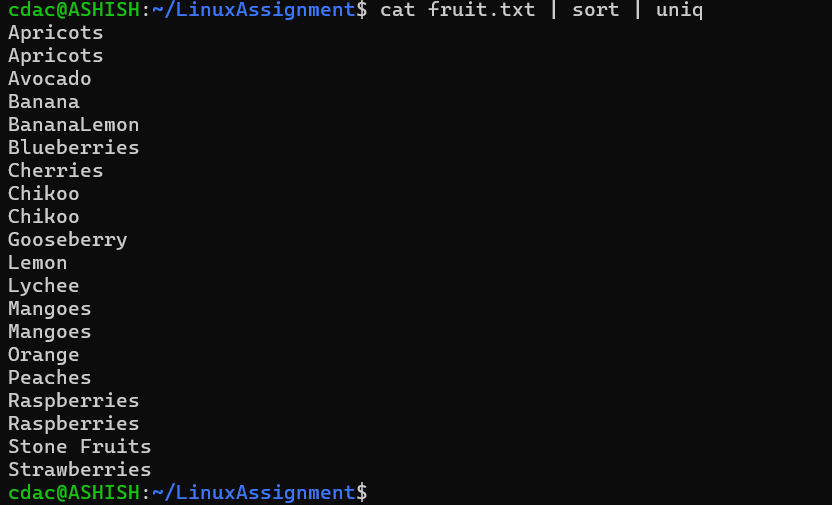 cdac@ASHISH:~/LinuxAssignment$ cat fruit.txt | sort | uniq
Apricots
Apricots
Avocado
Banana
BananaLemon
Blueberries
Cherries
Chikoo
Chikoo
Gooseberry
Lemon
Lychee
Mangoes
Mangoes
Orange
Peaches
Raspberries
Raspberries
Stone Fruits
Strawberries
cdac@ASHISH:~/LinuxAssignment$